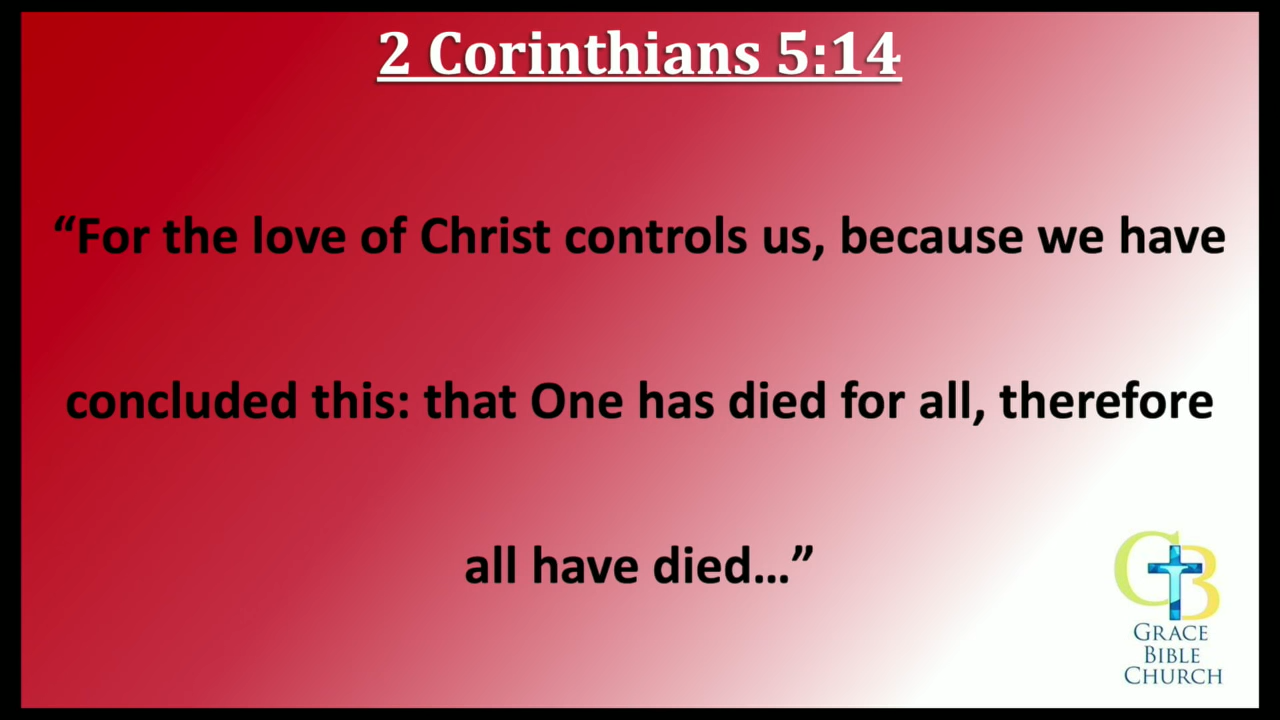 2 Corinthians 5:14
“For the love of Christ controls us, because we have
concluded this: that One has died for all, therefore
all have died…”
GB
GRACE
BIBLE
CHURCH